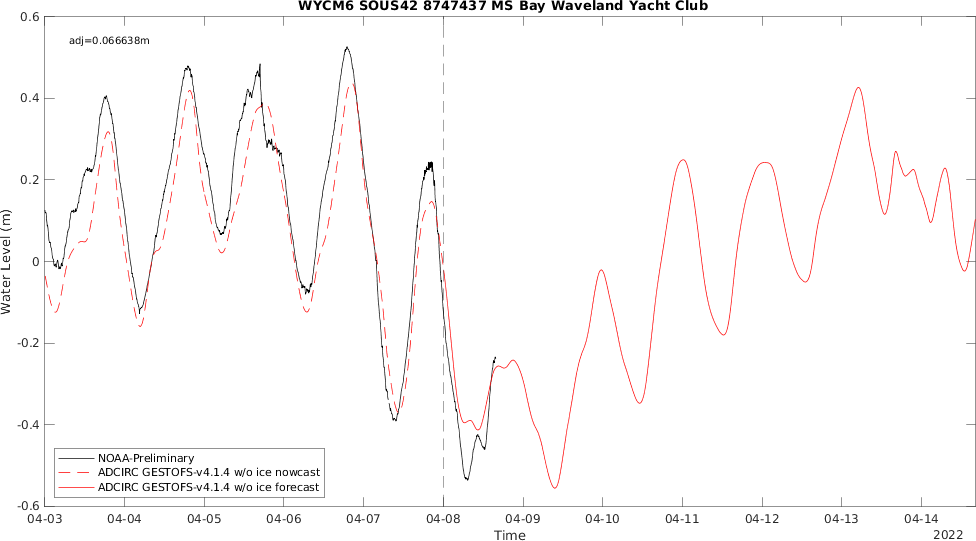 WYCM6 SOUS42 8747437 MS Bay Waveland Yacht Club
adj=0.066638m
0.6
0.4
0.2
0
-0.2
-0.4
-0.6
Water Level (m)
NOAA-Preliminary
ADCIRC GESTOFS-v4.1.4 w/o ice nowcast
ADCIRC GESTOFS-v4.1.4 w/o ice forecast
04-03 04-04 04-05 04-06 04-07 04-08 04-09 04-10 04-11 04-12 04-13 04-14
Time
2022